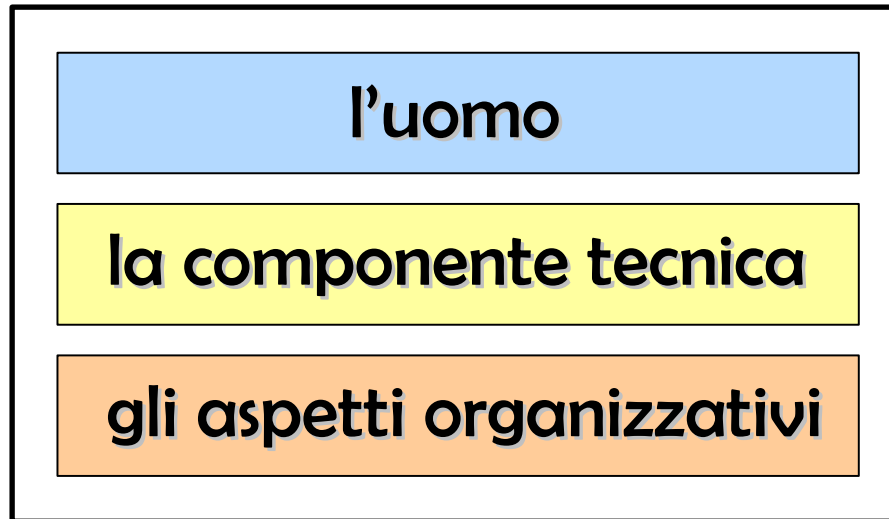 l’uomo
la componente tecnica
gli aspetti organizzativi